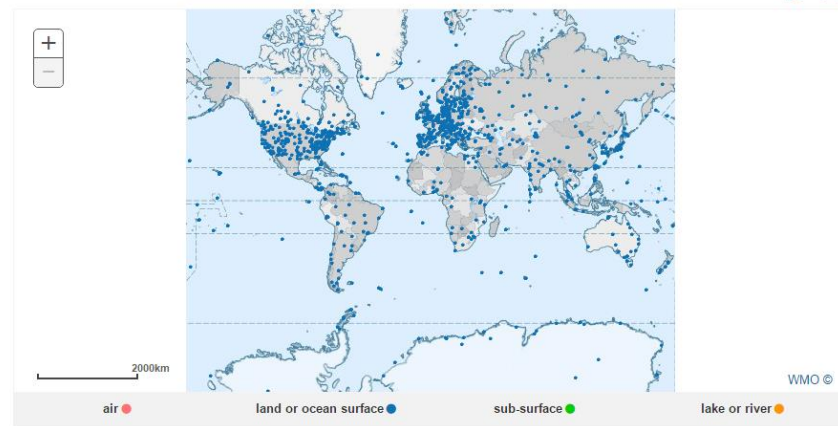 +
−
2000km
WMO ©
air
land or ocean surface
sub-surface
lake or river